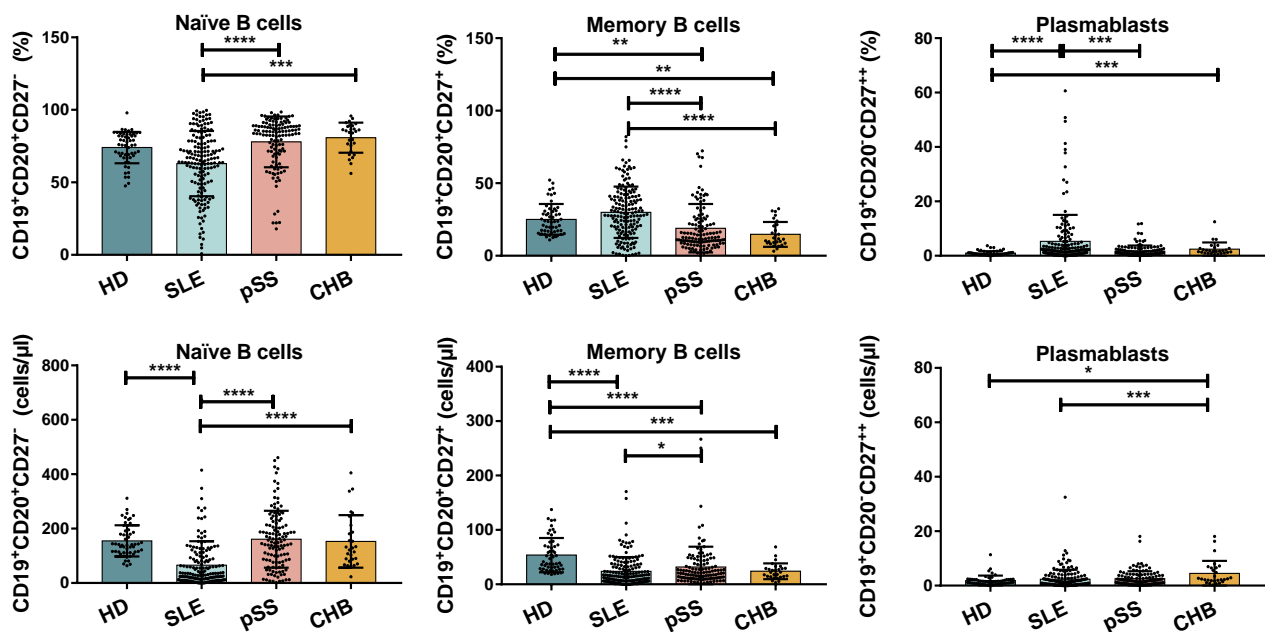 Naïve B cells
CD19⁺CD20⁺CD27⁻ (%)
150
100
50
0
****
***
HD
SLE
pSS
CHB
Memory B cells
CD19⁺CD20⁺CD27⁺ (%)
150
100
50
0
**
**
****
****
HD
SLE
pSS
CHB
Plasmablasts
CD19⁺CD20⁻CD27⁺⁺ (%)
80
60
40
20
0
**** ***
***
HD
SLE
pSS
CHB
Naïve B cells
CD19⁺CD20⁺CD27⁻ (cells/µl)
800
600
400
200
0
****
****
****
HD
SLE
pSS
CHB
Memory B cells
CD19⁺CD20⁺CD27⁺ (cells/µl)
400
300
200
100
0
****
****
***
*
HD
SLE
pSS
CHB
Plasmablasts
CD19⁺CD20⁻CD27⁺⁺ (cells/µl)
80
60
40
20
0
*
***
HD
SLE
pSS
CHB